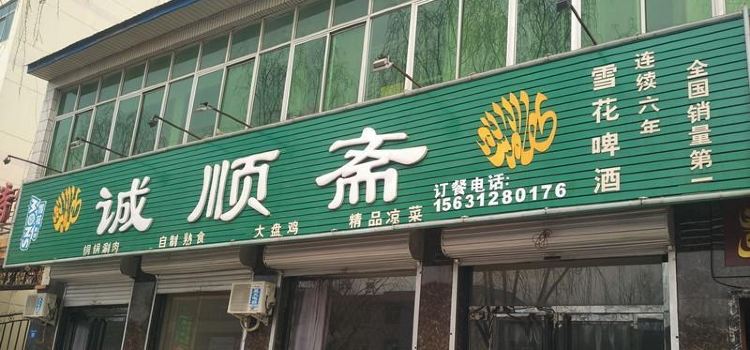 SNOW
诚顺斋
铜锅涮肉 自制熟食 大盘鸡 精品凉菜
订餐电话:
15631280176
雪花啤酒
连续六年
全国销量第一